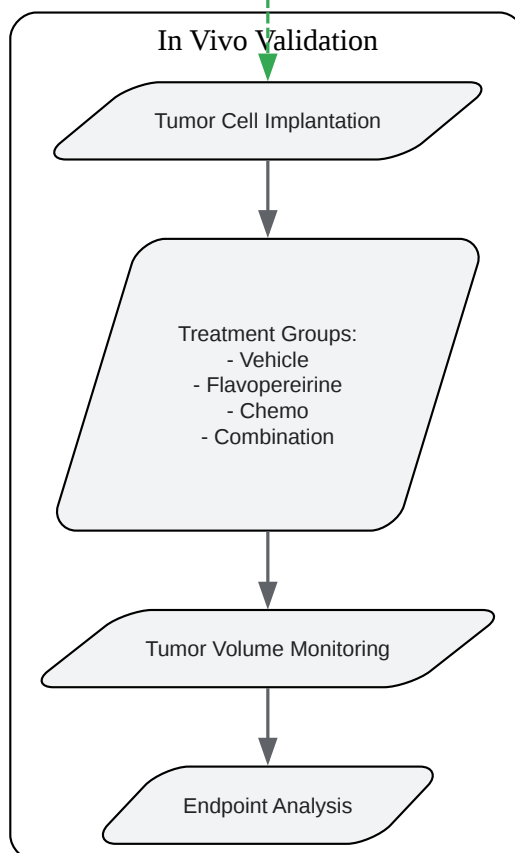 In Vivo Validation
Tumor Cell Implantation
Treatment Groups:
- Vehicle
- Flavopereirine
- Chemo
- Combination
Tumor Volume Monitoring
Endpoint Analysis